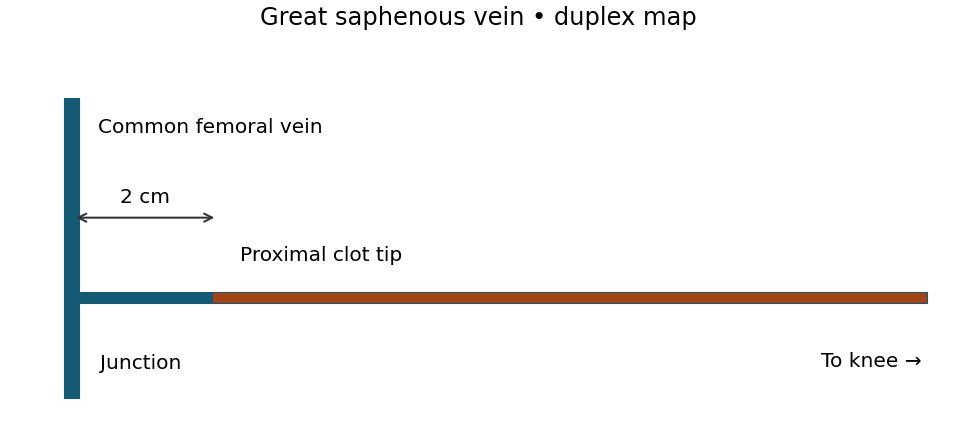 Great saphenous vein • duplex map
Common femoral vein
2 cm
Proximal clot tip
Junction
To knee →